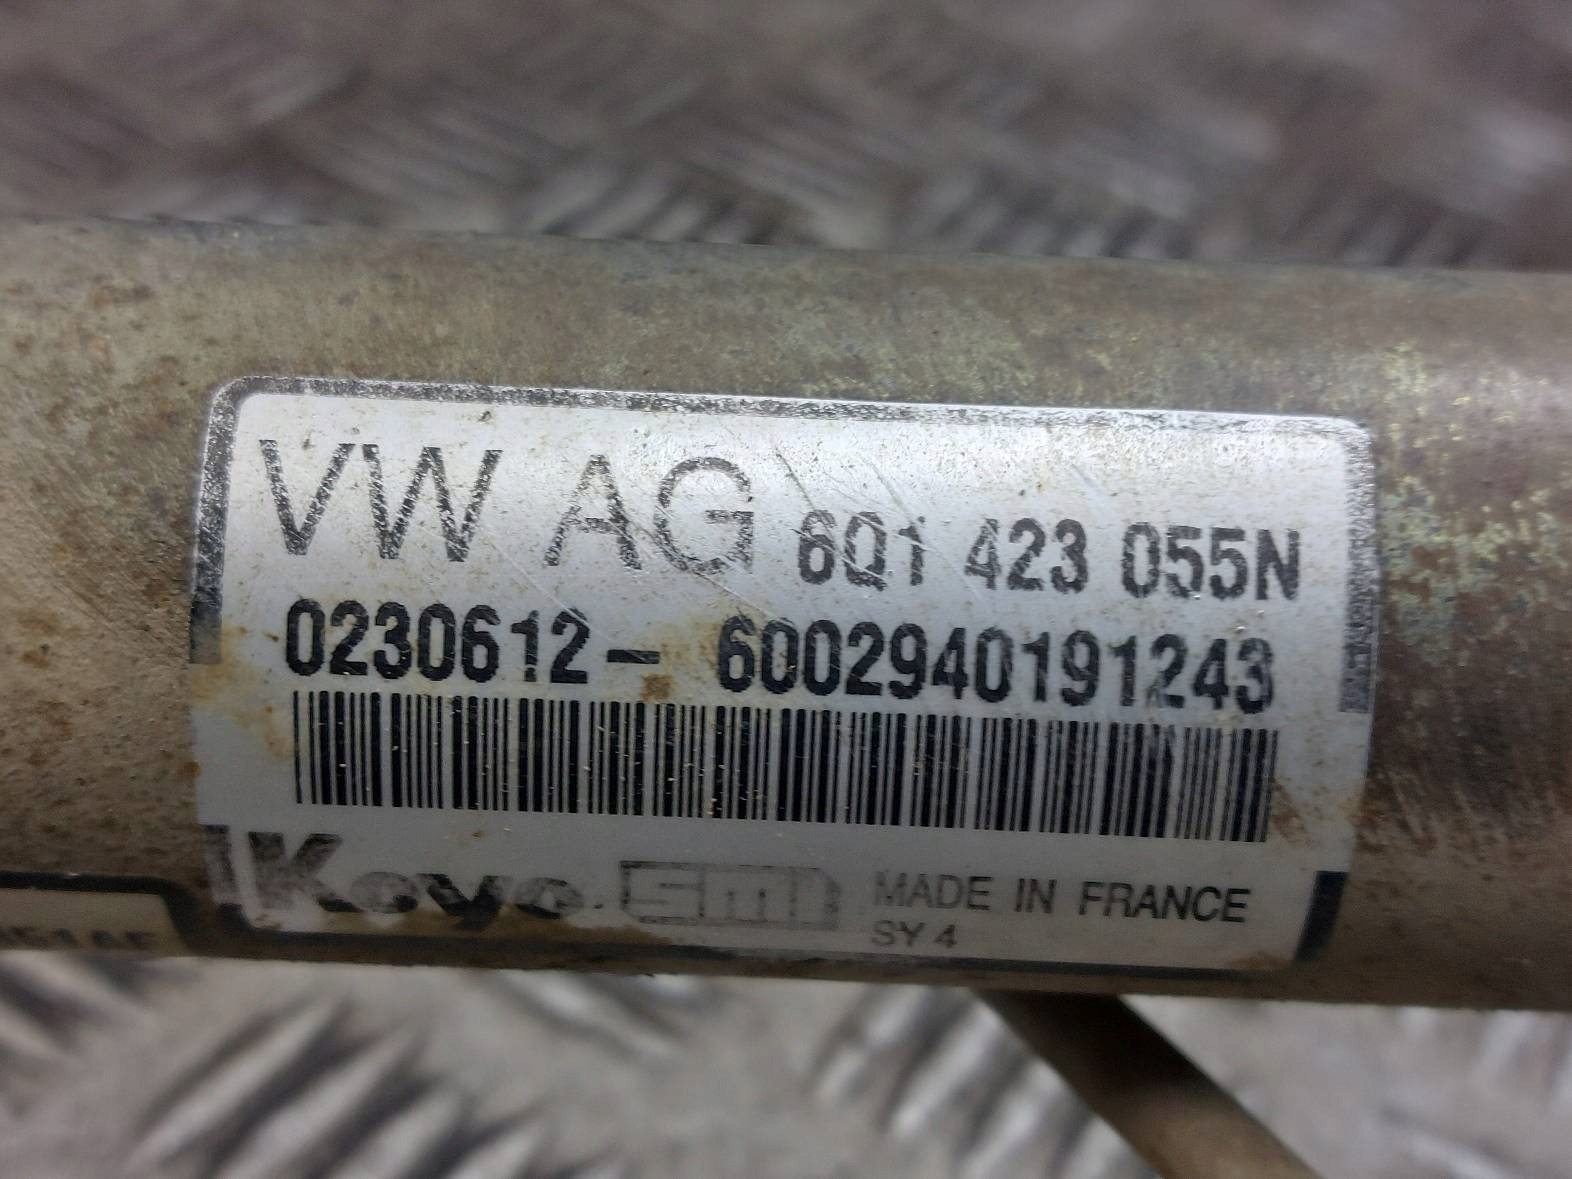 VW AG 6Q1 423 055N
0230612- 6002940191243
Koyo SMI MADE IN FRANCE
SY 4